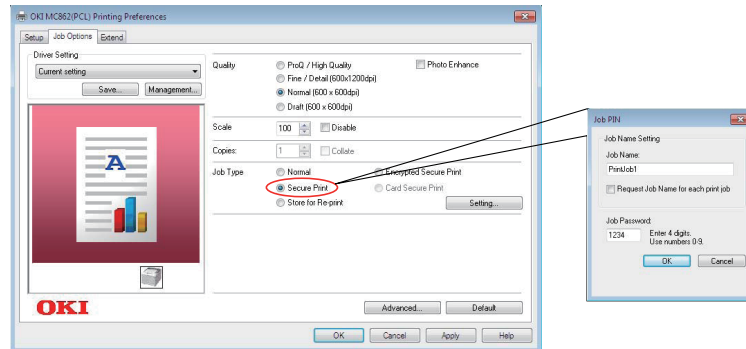 OKI MC862(PCL) Printing Preferences
Setup Job Options Extend
Driver Setting
Current setting
Save... Management...
A
OKI
Quality
ProQ / High Quality
Photo Enhance
Fine / Detail (600x1200dpi)
Normal (600 x 600dpi)
Draft (600 x 600dpi)
Scale
100
Disable
Copies:
1
Collate
Job Type
Normal
Encrypted Secure Print
Secure Print
Card Secure Print
Store for Re-print
Setting...
Advanced... Default
OK Cancel Apply Help
Job PIN
Job Name Setting
Job Name:
PrintJob1
Request Job Name for each print job
Job Password:
1234
Enter 4 digits.
Use numbers 0-9.
OK Cancel